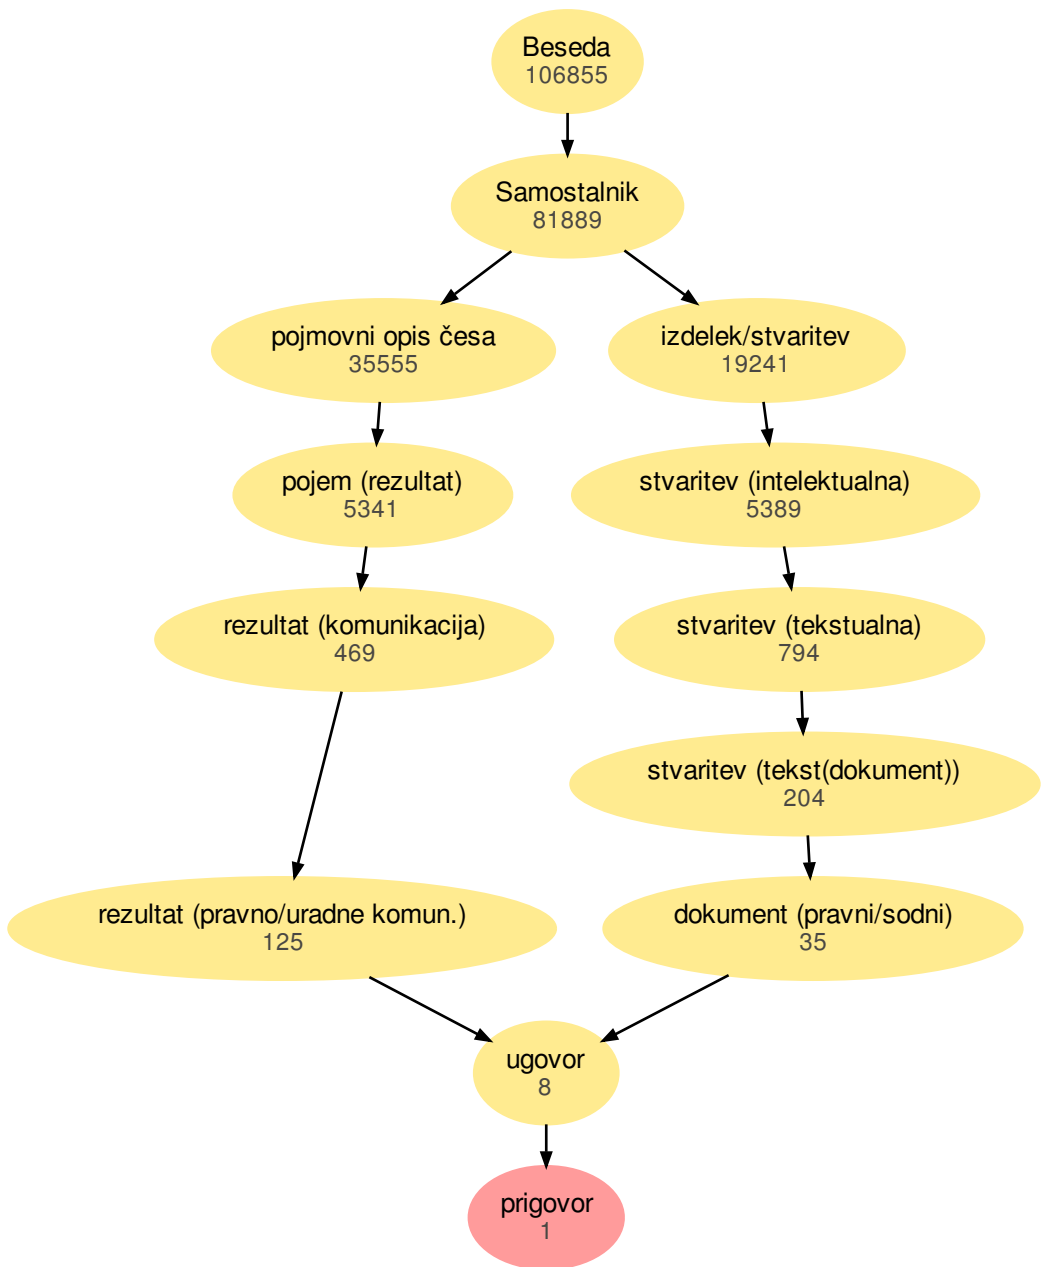 Beseda
106855
Samostalnik
81889
pojmovni opis česa
35555
izdelek/stvaritev
19241
pojem (rezultat)
5341
stvaritev (intelektualna)
5389
rezultat (komunikacija)
469
stvaritev (tekstualna)
794
stvaritev (tekst(dokument))
204
rezultat (pravno/uradne komun.)
125
dokument (pravni/sodni)
35
ugovor
8
prigovor
1